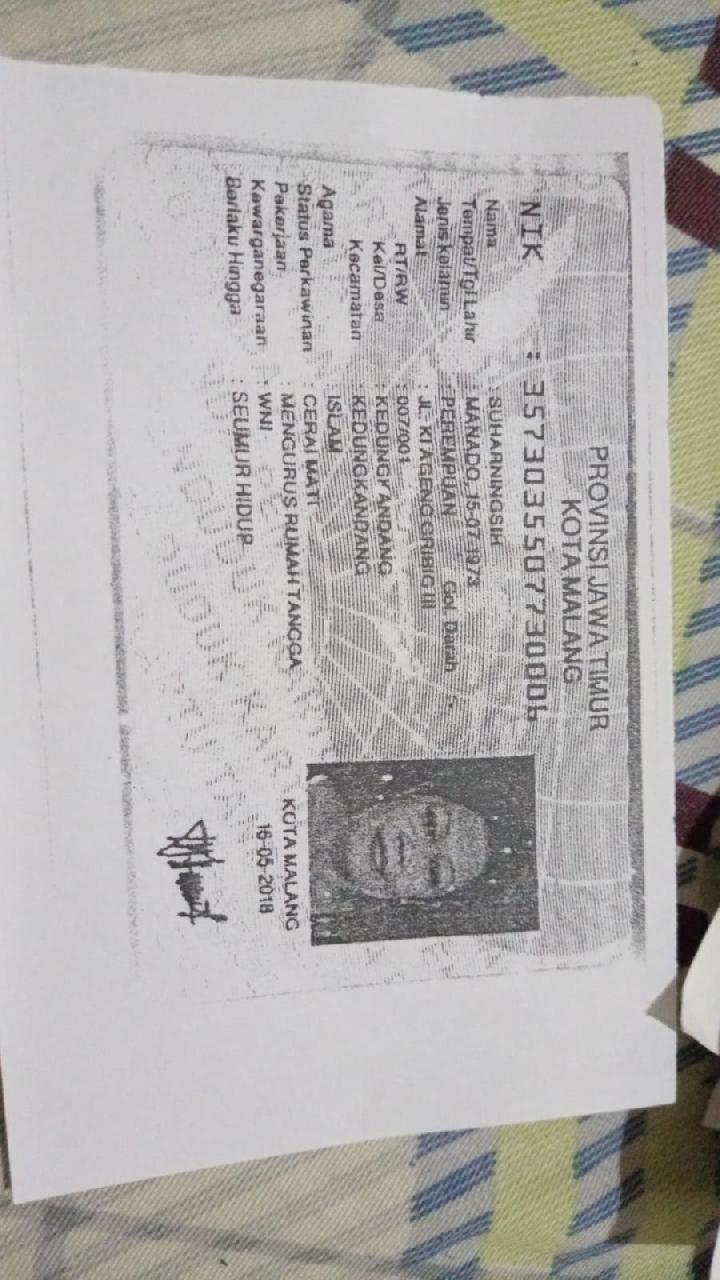 PROVINSI JAWA TIMUR
KOTA MALANG
NIK : 3573035507730006
Nama : SUHARNINGSIH
Tempat/Tgl Lahir : MANADO, 15-07-1973
Jenis Kelamin : PEREMPUAN Gol. Darah :
Alamat : JL. KI AGENG GRIBIG III
RT/RW : 007/001
Kel/Desa : KEDUNGKANDANG
Kecamatan : KEDUNGKANDANG
Agama : ISLAM
Status Perkawinan : CERAI MATI
Pekerjaan : MENGURUS RUMAH TANGGA
Kewarganegaraan : WNI
Berlaku Hingga : SEUMUR HIDUP
KOTA MALANG
16-05-2018